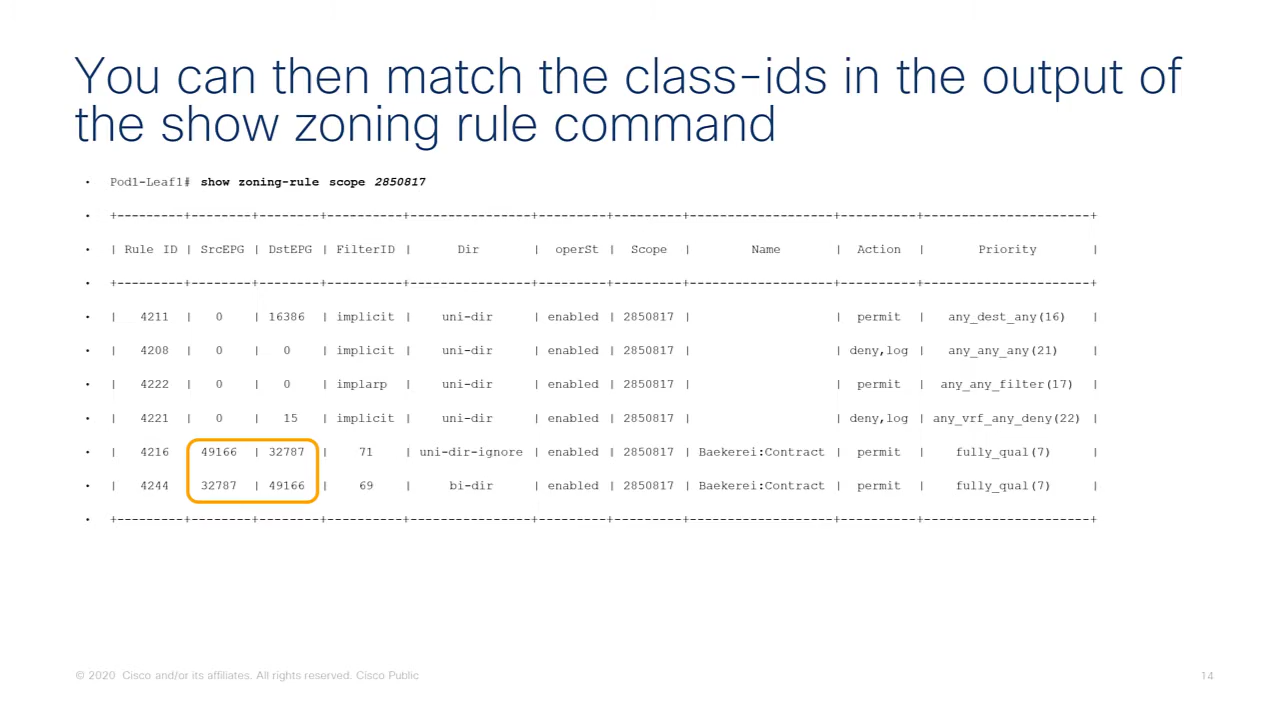 You can then match the class-ids in the output of
the show zoning rule command
• Pod1-Leaf1# show zoning-rule scope 2850817
• +---------+--------+--------+----------+----------------+---------+---------+------------------+----------+----------------------+
• | Rule ID | SrcEPG | DstEPG | FilterID | Dir | operSt | Scope | Name | Action | Priority |
• +---------+--------+--------+----------+----------------+---------+---------+------------------+----------+----------------------+
• | 4211 | 0 | 16386 | implicit | uni-dir | enabled | 2850817 | | permit | any_dest_any(16) |
• | 4208 | 0 | 0 | implicit | uni-dir | enabled | 2850817 | | deny,log | any_any_any(21) |
• | 4222 | 0 | 0 | implarp | uni-dir | enabled | 2850817 | | permit | any_any_filter(17) |
• | 4221 | 0 | 15 | implicit | uni-dir | enabled | 2850817 | | deny,log | any_vrf_any_deny(22) |
• | 4216 | 49166 | 32787 | 71 | uni-dir-ignore | enabled | 2850817 | Baekerei:Contract | permit | fully_qual(7) |
• | 4244 | 32787 | 49166 | 69 | bi-dir | enabled | 2850817 | Baekerei:Contract | permit | fully_qual(7) |
• +---------+--------+--------+----------+----------------+---------+---------+------------------+----------+----------------------+
© 2020 Cisco and/or its affiliates. All rights reserved. Cisco Public
14